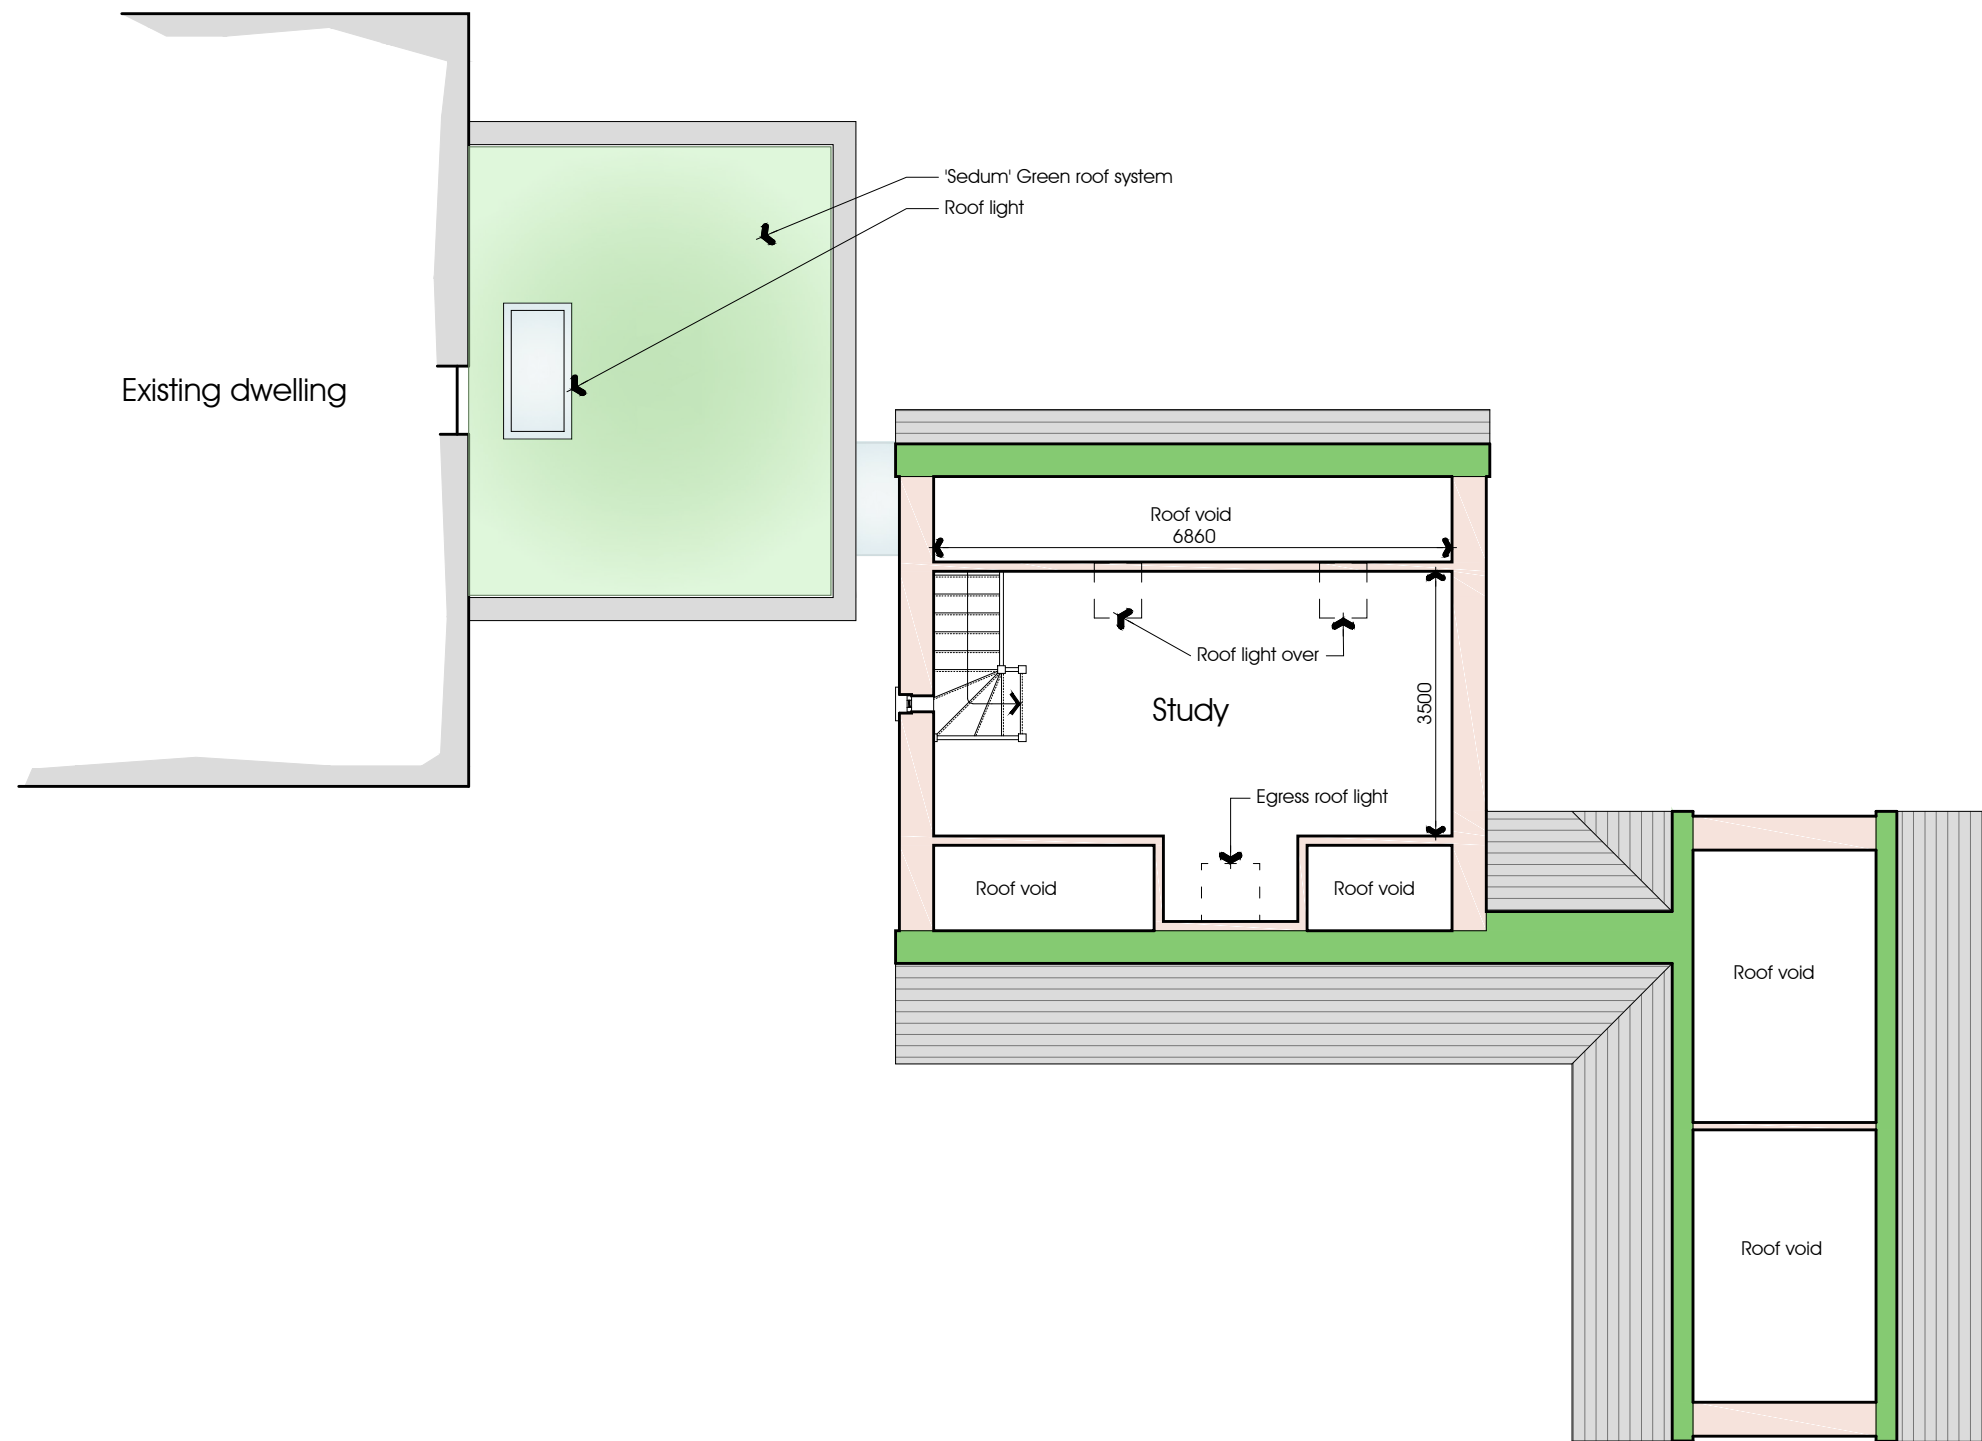 'Sedum' Green roof system
Roof light
Existing dwelling
Roof void
6860
Roof light over
Study
3500
Egress roof light
Roof void
Roof void
Roof void
Roof void